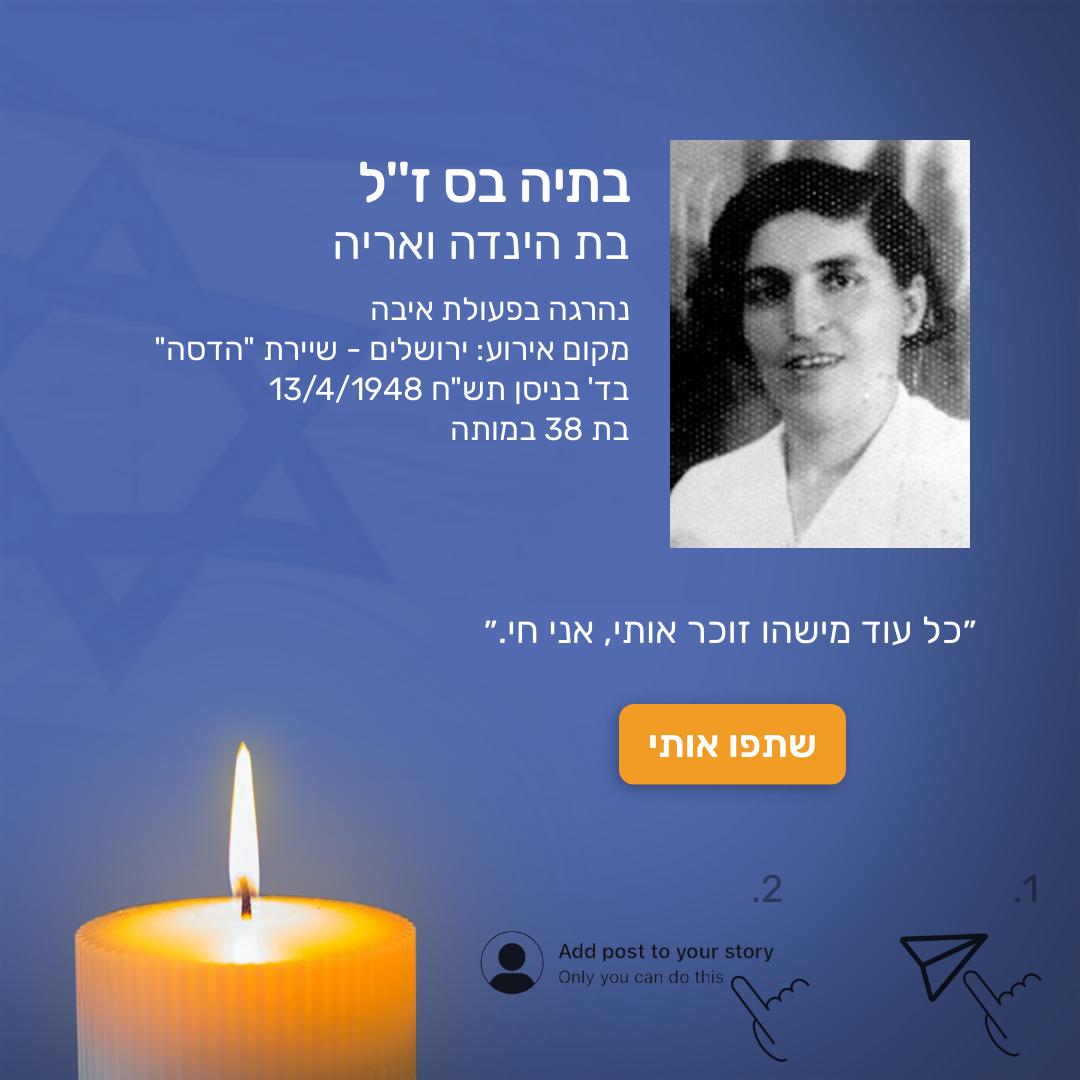 בתיה בס ז"ל
בת הינדה ואריה
נהרגה בפעולת איבה
מקום אירוע: ירושלים - שיירת "הדסה"
בד' בניסן תש"ח 13/4/1948
בת 38 במותה
״כל עוד מישהו זוכר אותי, אני חי.״
שתפו אותי
.1
.2
Add post to your story
Only you can do this